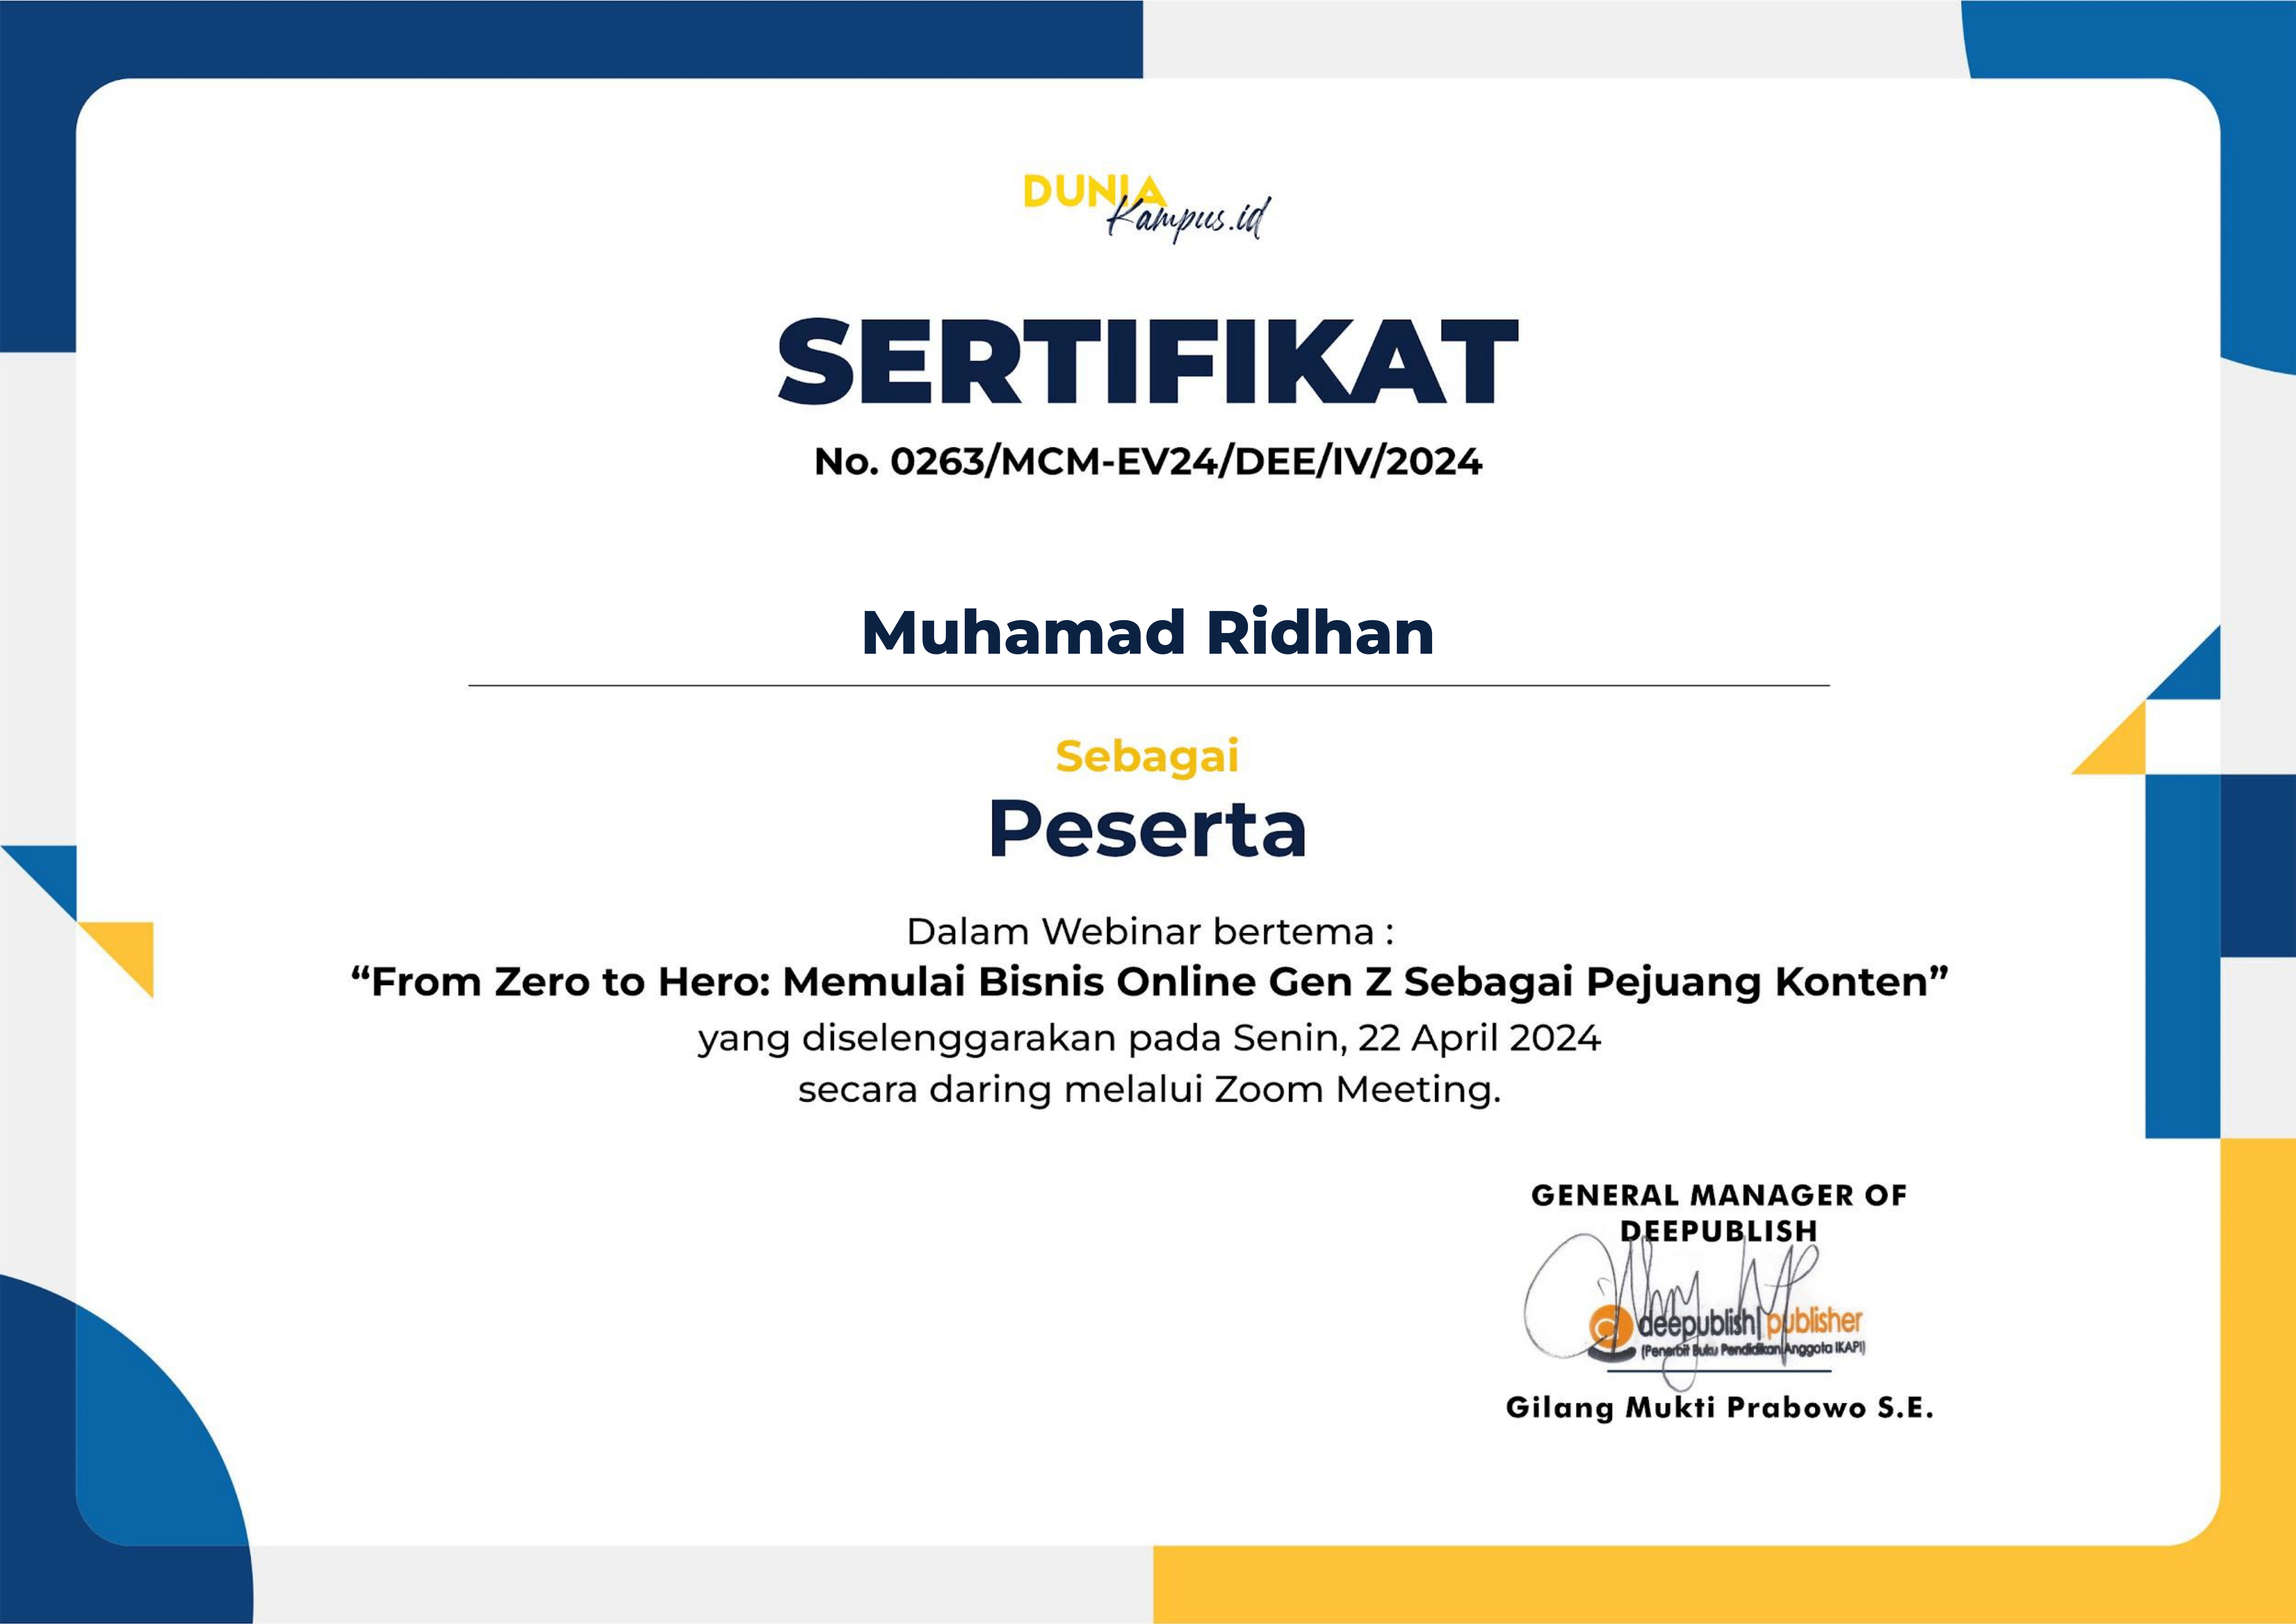 DUNIA
Kampus.id
SERTIFIKAT
No. 0263/MCM-EV24/DEE/IV/2024
Muhamad Ridhan
Sebagai
Peserta
Dalam Webinar bertema :
“From Zero to Hero: Memulai Bisnis Online Gen Z Sebagai Pejuang Konten”
yang diselenggarakan pada Senin, 22 April 2024
secara daring melalui Zoom Meeting.
GENERAL MANAGER OF
DEEPUBLISH
deepublish | publisher
(Penerbit Buku Pendidikan Anggota IKAPI)
Gilang Mukti Prabowo S.E.